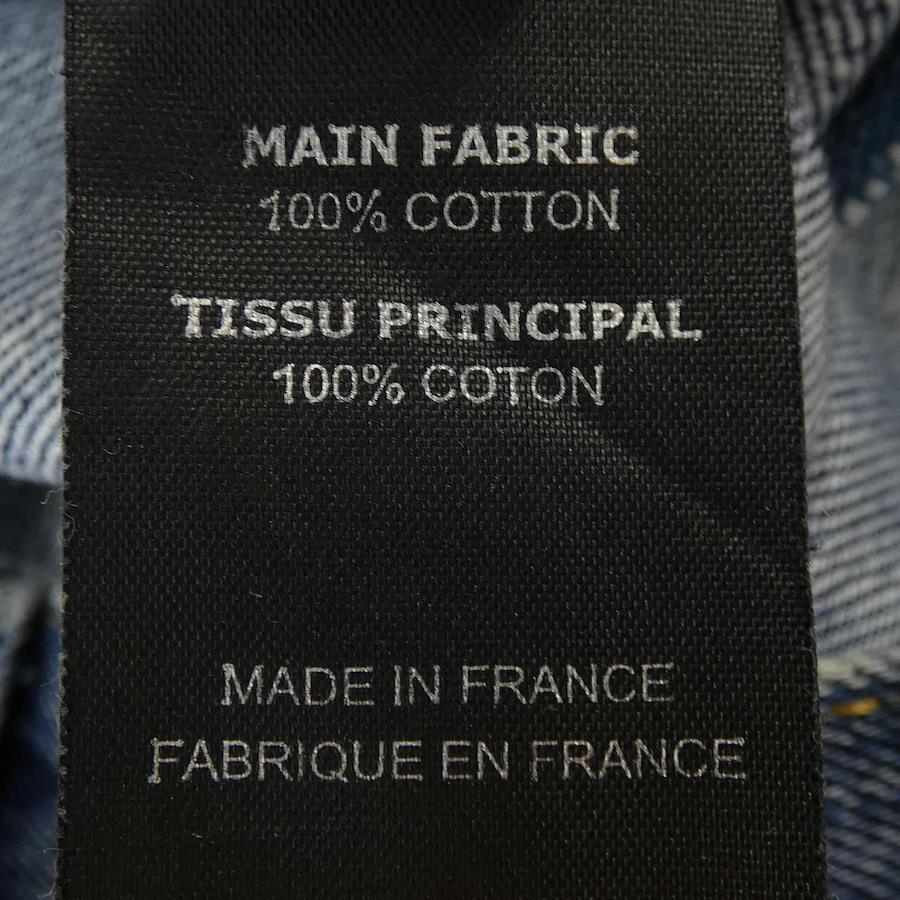 MAIN FABRIC
100% COTTON
TISSU PRINCIPAL
100% COTON
MADE IN FRANCE
FABRIQUE EN FRANCE